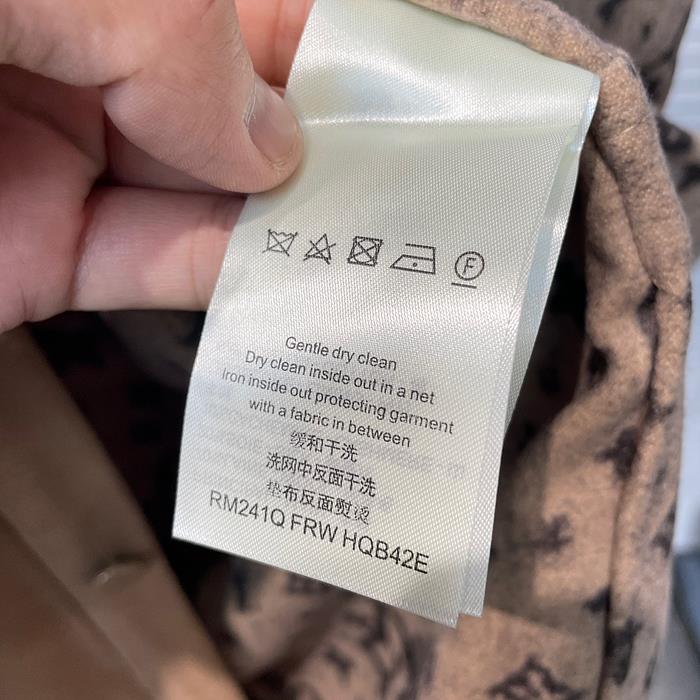 F
Gentle dry clean
Dry clean inside out in a net
Iron inside out protecting garment
with a fabric in between
缓和干洗
洗网中反面干洗
垫布反面熨烫
RM241Q FRW HQB42E